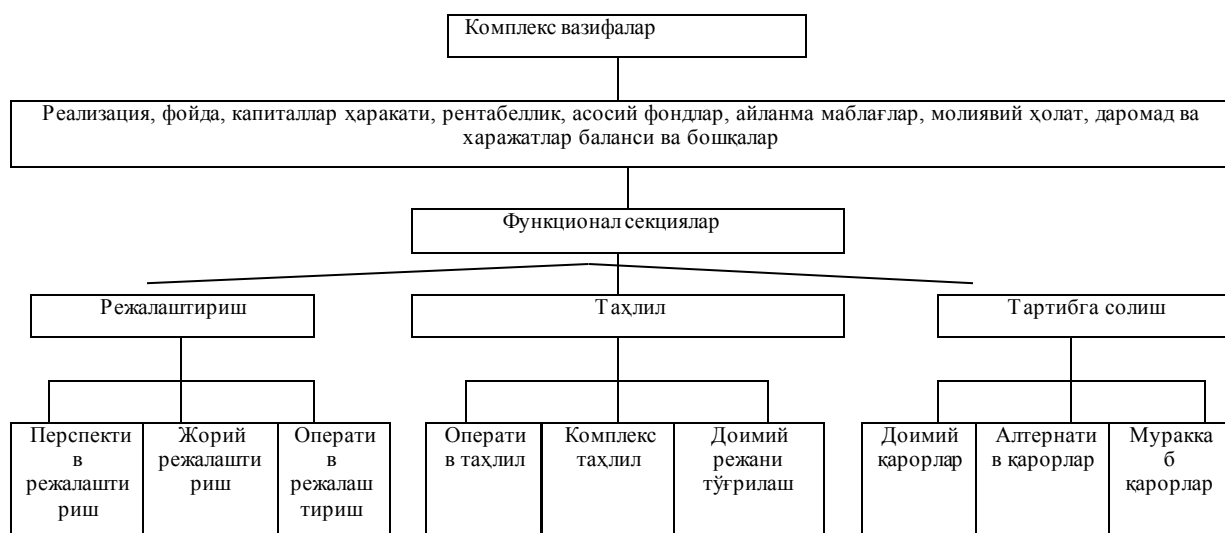 Комплекс вазифалар
Реализация, фойда, капиталлар ҳаракати, рентабеллик, асосий фондлар, айланма маблағлар, молиявий ҳолат, даромад ва
харажатлар баланси ва бошқалар
Функционал секциялар
Режалаштириш
Таҳлил
Тартибга солиш
Перспекти
в
режалашти
риш
Жорий
режалашти
риш
Операти
в
режалаш
тириш
Операти
в таҳлил
Комплекс
таҳлил
Доимий
режани
тўғрилаш
Доимий
қарорлар
Алтернати
в қарорлар
Муракка
б
қарорлар